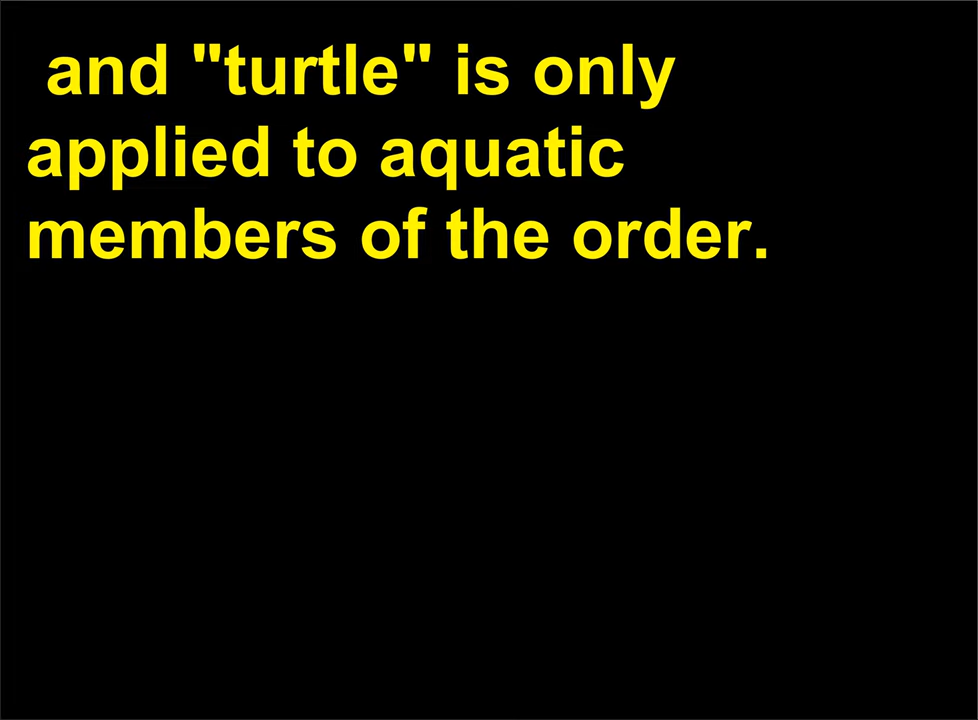 and "turtle" is only
applied to aquatic
members of the order.